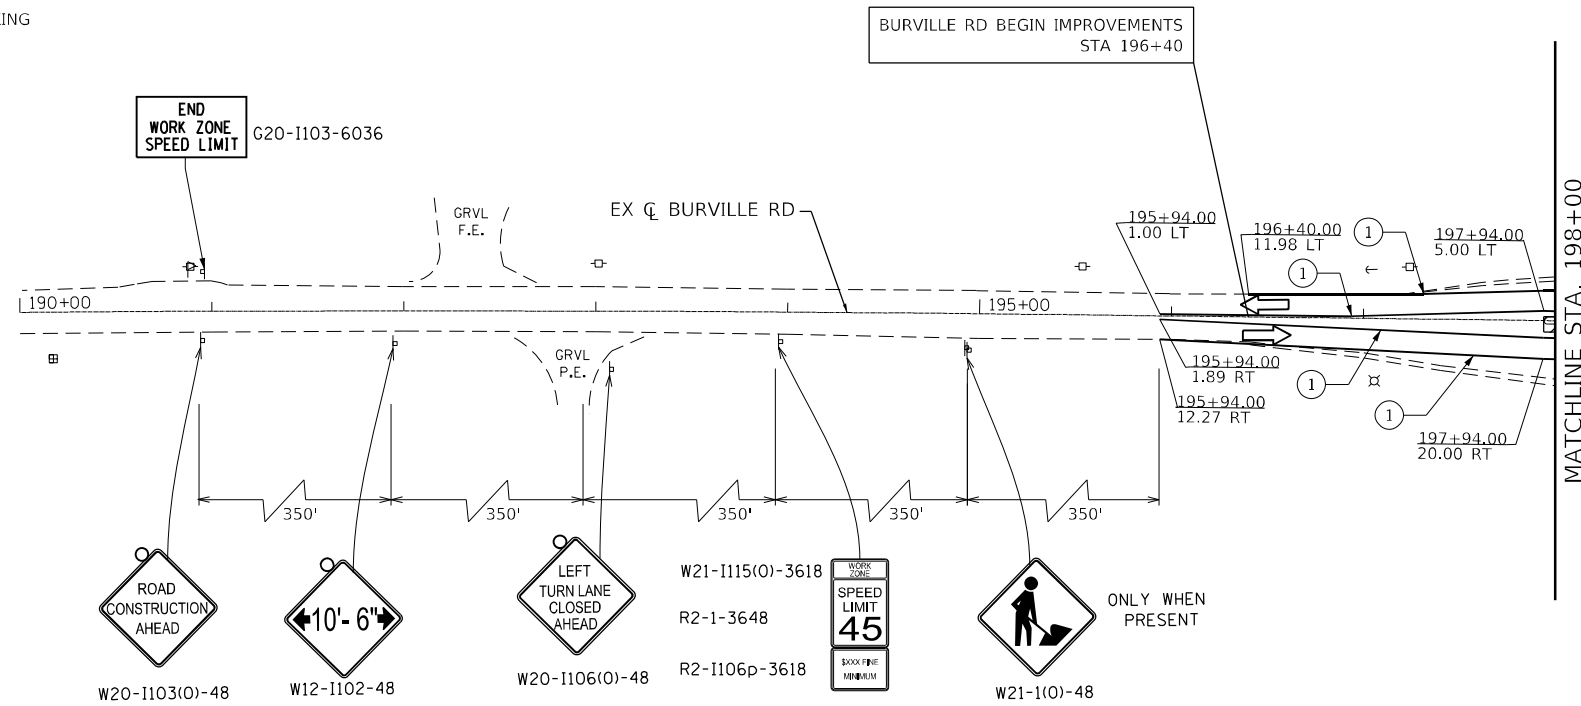 BURVILLE RD BEGIN IMPROVEMENTS
STA 196+40
END
WORK ZONE
SPEED LIMIT
G20-I103-6036
GRVL
F.E.
EX ℄ BURVILLE RD
195+94.00
1.00 LT
196+40.00
11.98 LT
1
197+94.00
5.00 LT
1
190+00
195+00
GRVL
P.E.
195+94.00
1.89 RT
1
195+94.00
12.27 RT
1
197+94.00
20.00 RT
MATCHLINE STA. 198+00
350'
350'
350'
350'
350'
ROAD
CONSTRUCTION
AHEAD
W20-I103(O)-48
10'- 6"
W12-I102-48
LEFT
TURN LANE
CLOSED
AHEAD
W20-I106(O)-48
W21-I115(O)-3618
R2-1-3648
R2-I106p-3618
WORK
ZONE
SPEED
LIMIT
45
$XXX FINE
MINIMUM
ONLY WHEN
PRESENT
W21-1(O)-48